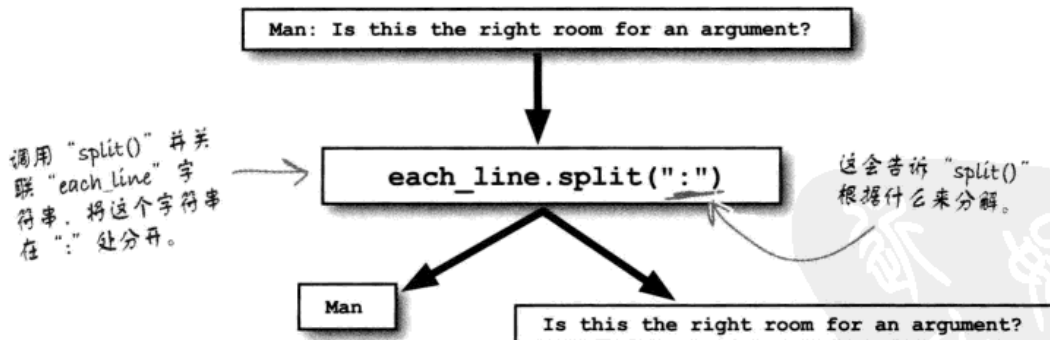 Man: Is this the right room for an argument?
调用“split()”并关
联“each_line”字
符串,将这个字符串
在“:”处分开。
each_line.split(":")
这会告诉“split()”
根据什么来分解。
Man
Is this the right room for an argument?